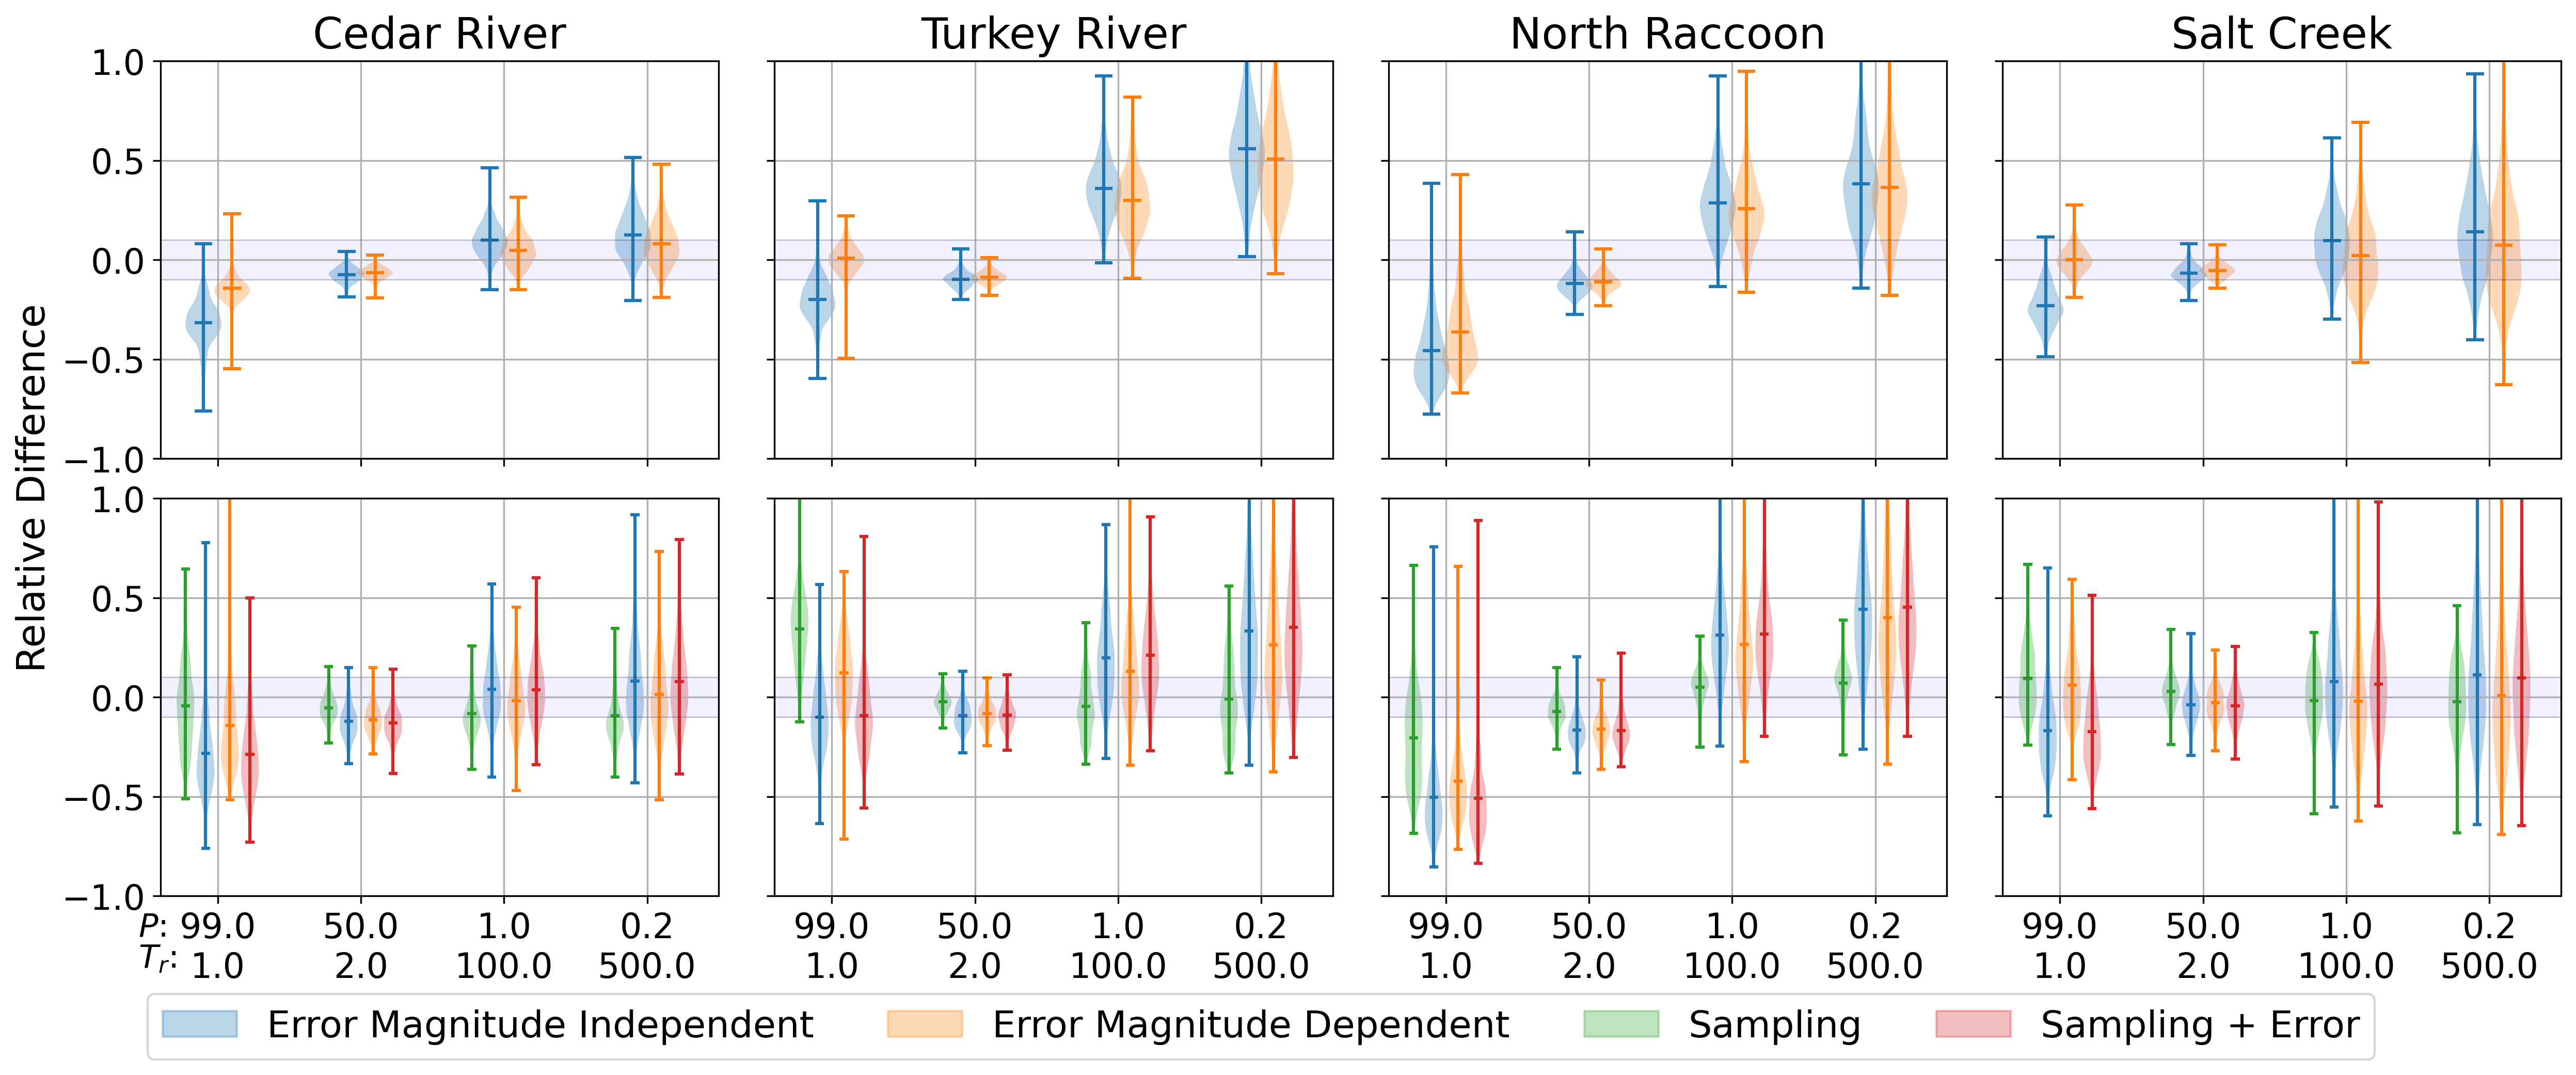 Cedar River Turkey River North Raccoon Salt Creek
1.0
0.5
0.0
−0.5
−1.0
Relative Difference
1.0
0.5
0.0
−0.5
−1.0
P: 99.0 50.0 1.0 0.2 99.0 50.0 1.0 0.2 99.0 50.0 1.0 0.2 99.0 50.0 1.0 0.2
Tr: 1.0 2.0 100.0 500.0 1.0 2.0 100.0 500.0 1.0 2.0 100.0 500.0 1.0 2.0 100.0 500.0
Error Magnitude Independent Error Magnitude Dependent Sampling Sampling + Error